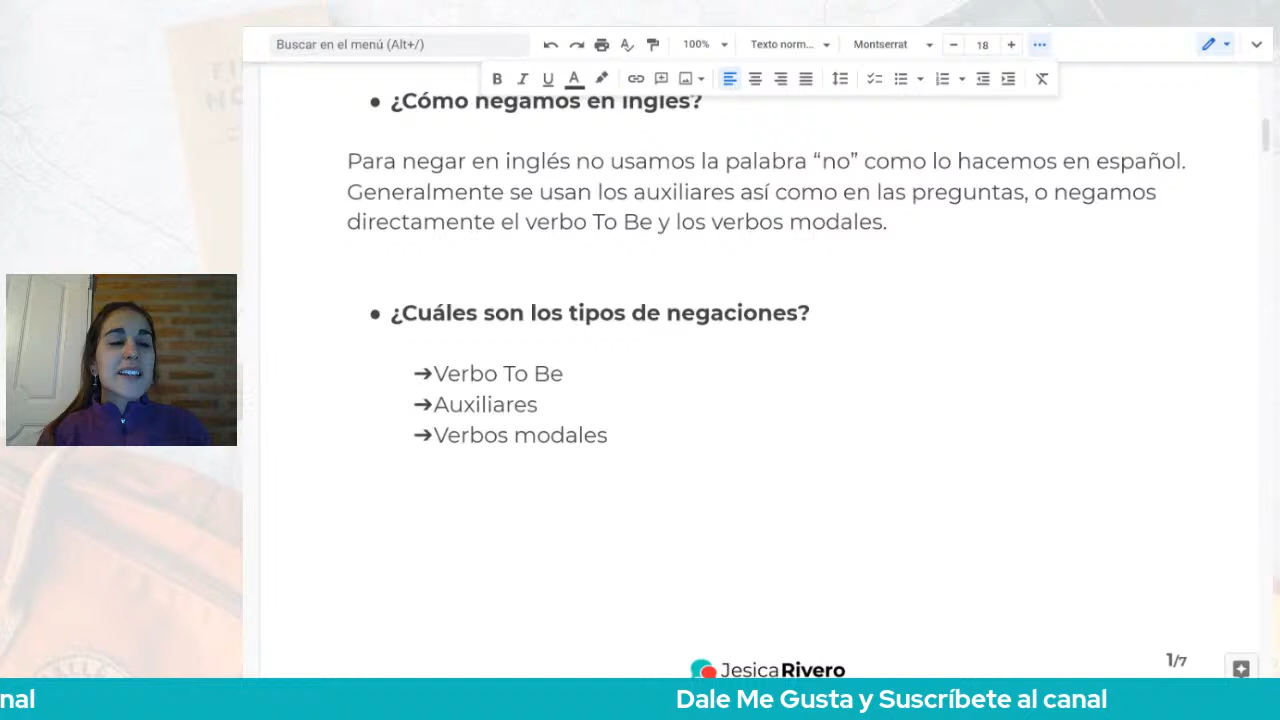 Buscar en el menú (Alt+/)
100%
Texto norm...
Montserrat
18
¿Cómo negamos en inglés?
Para negar en inglés no usamos la palabra “no” como lo hacemos en español.
Generalmente se usan los auxiliares así como en las preguntas, o negamos
directamente el verbo To Be y los verbos modales.
¿Cuáles son los tipos de negaciones?
➔Verbo To Be
➔Auxiliares
➔Verbos modales
JesicaRivero
1/7
nal
Dale Me Gusta y Suscríbete al canal